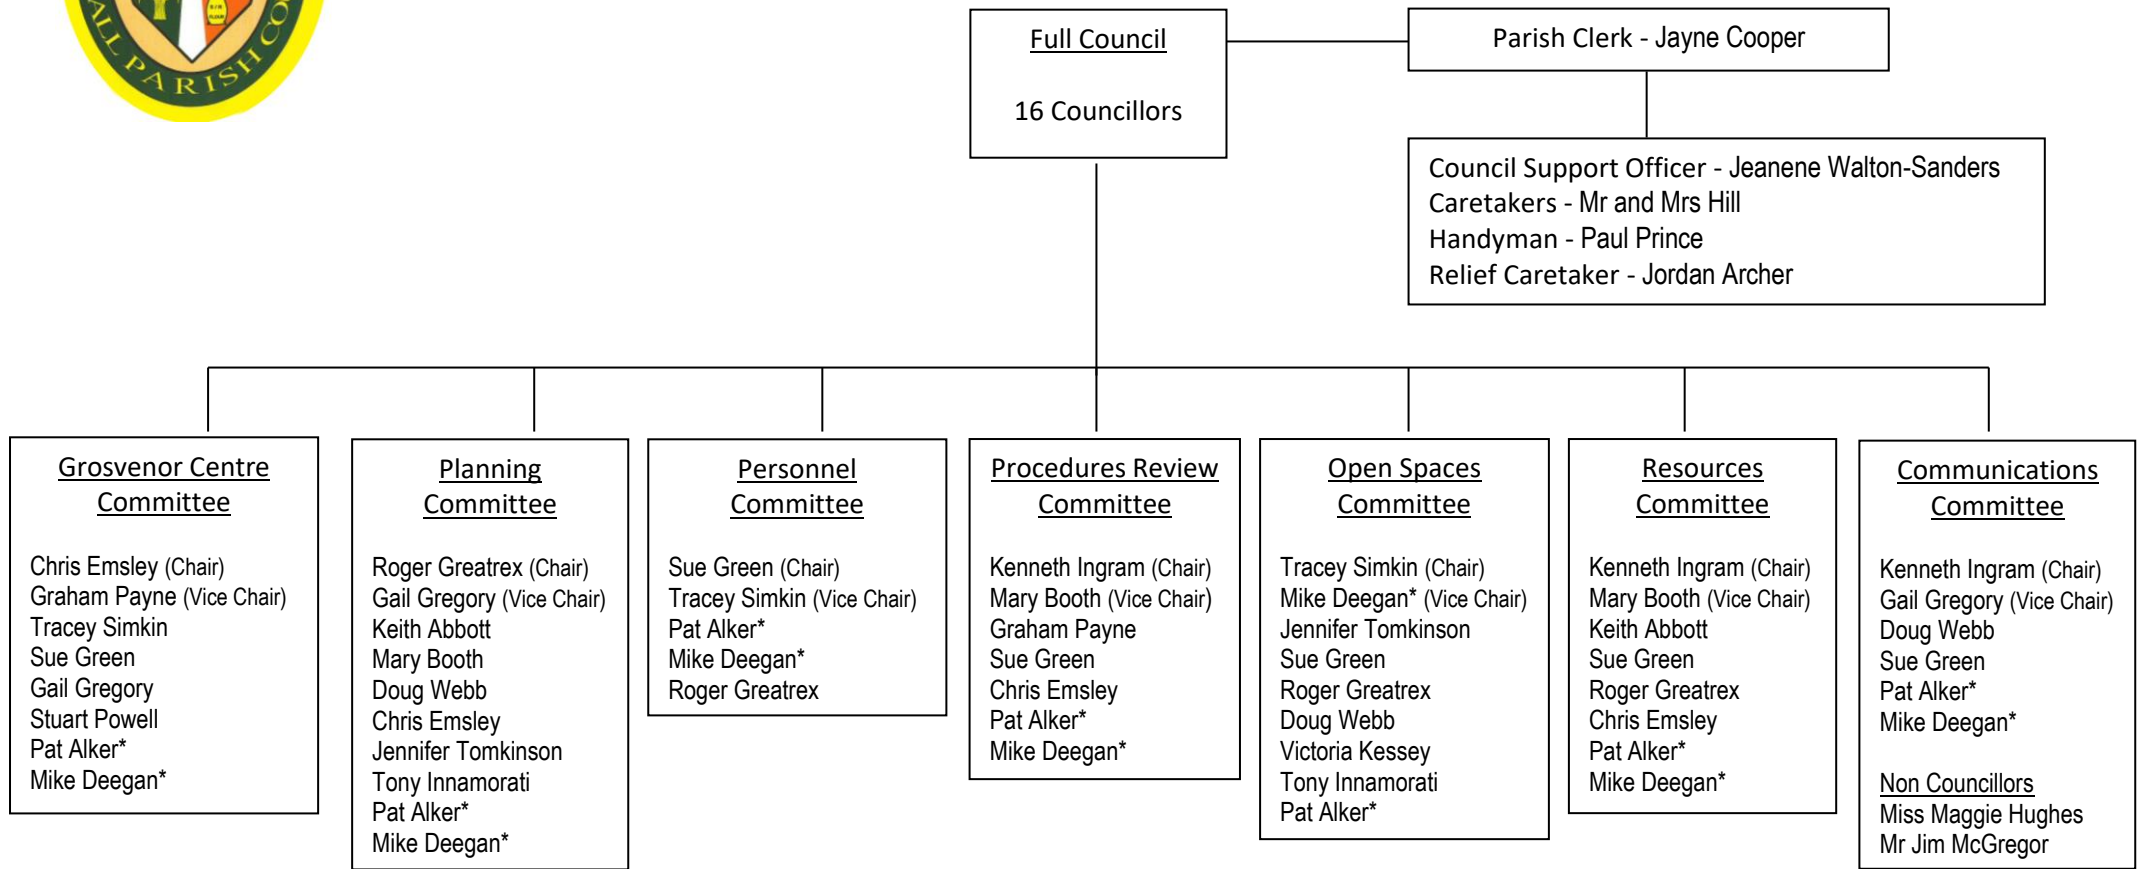 ALL PARISH COU
Full Council
16 Councillors
Parish Clerk - Jayne Cooper
Council Support Officer - Jeanene Walton-Sanders
Caretakers - Mr and Mrs Hill
Handyman - Paul Prince
Relief Caretaker - Jordan Archer
Grosvenor Centre
Committee
Chris Emsley (Chair)
Graham Payne (Vice Chair)
Tracey Simkin
Sue Green
Gail Gregory
Stuart Powell
Pat Alker*
Mike Deegan*
Planning
Committee
Roger Greatrex (Chair)
Gail Gregory (Vice Chair)
Keith Abbott
Mary Booth
Doug Webb
Chris Emsley
Jennifer Tomkinson
Tony Innamorati
Pat Alker*
Mike Deegan*
Personnel
Committee
Sue Green (Chair)
Tracey Simkin (Vice Chair)
Pat Alker*
Mike Deegan*
Roger Greatrex
Procedures Review
Committee
Kenneth Ingram (Chair)
Mary Booth (Vice Chair)
Graham Payne
Sue Green
Chris Emsley
Pat Alker*
Mike Deegan*
Open Spaces
Committee
Tracey Simkin (Chair)
Mike Deegan* (Vice Chair)
Jennifer Tomkinson
Sue Green
Roger Greatrex
Doug Webb
Victoria Kessey
Tony Innamorati
Pat Alker*
Resources
Committee
Kenneth Ingram (Chair)
Mary Booth (Vice Chair)
Keith Abbott
Sue Green
Roger Greatrex
Chris Emsley
Pat Alker*
Mike Deegan*
Communications
Committee
Kenneth Ingram (Chair)
Gail Gregory (Vice Chair)
Doug Webb
Sue Green
Pat Alker*
Mike Deegan*
Non Councillors
Miss Maggie Hughes
Mr Jim McGregor